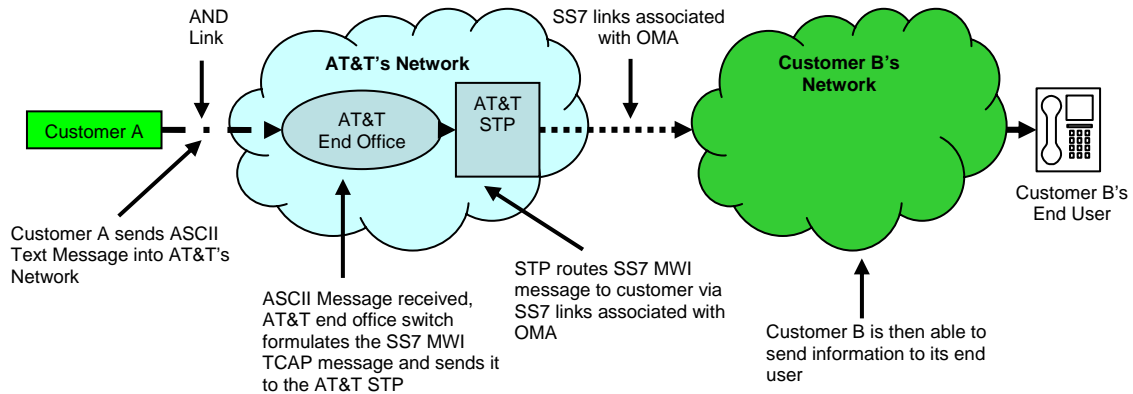 AND
Link
SS7 links associated
with OMA
AT&T's Network
Customer B's
Network
Customer A
AT&T
End Office
AT&T
STP
Customer B's
End User
Customer A sends ASCII
Text Message into AT&T's
Network
ASCII Message received,
AT&T end office switch
formulates the SS7 MWI
TCAP message and sends it
to the AT&T STP
STP routes SS7 MWI
message to customer via
SS7 links associated with
OMA
Customer B is then able to
send information to its end
user